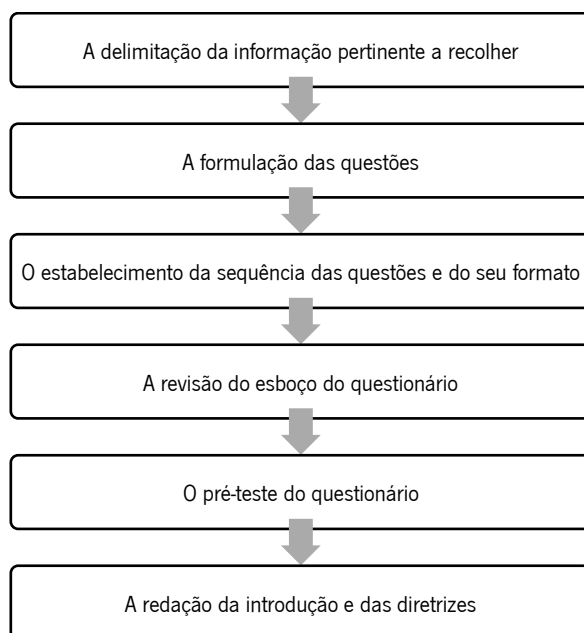 A delimitação da informação pertinente a recolher
A formulação das questões
O estabelecimento da sequência das questões e do seu formato
A revisão do esboço do questionário
O pré-teste do questionário
A redação da introdução e das diretrizes